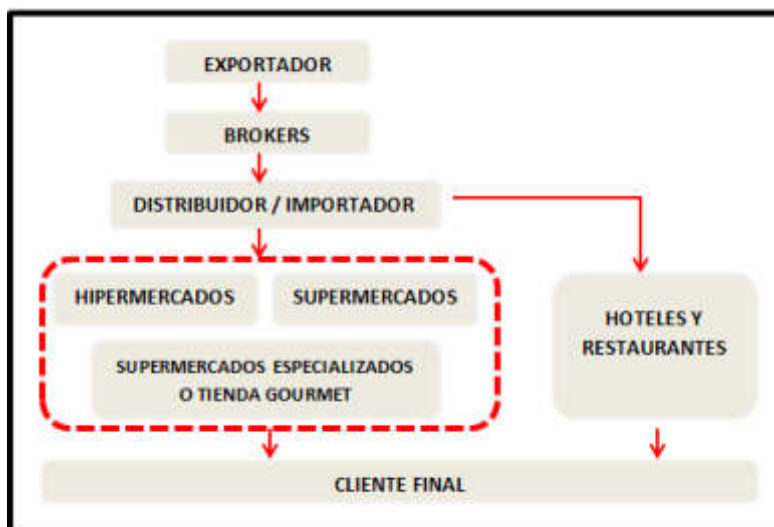 EXPORTADOR
BROKERS
DISTRIBUIDOR / IMPORTADOR
HIPERMERCADOS
SUPERMERCADOS
SUPERMERCADOS ESPECIALIZADOS
O TIENDA GOURMET
HOTELES Y
RESTAURANTES
CLIENTE FINAL